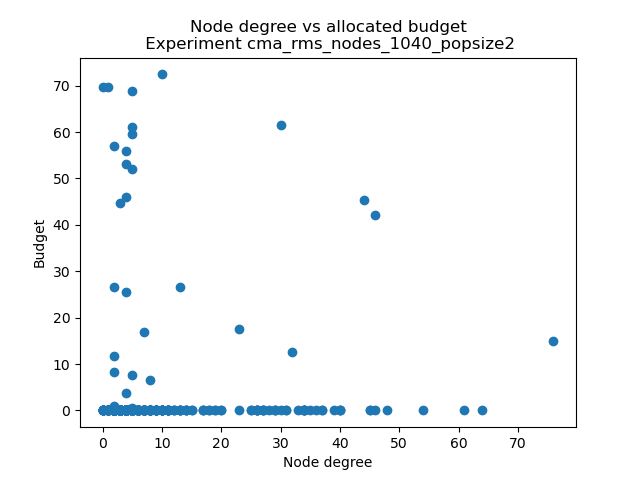 Node degree vs allocated budget
Experiment cma_rms_nodes_1040_popsize2
70
60
50
40
30
20
10
0
Budget
0 10 20 30 40 50 60 70
Node degree